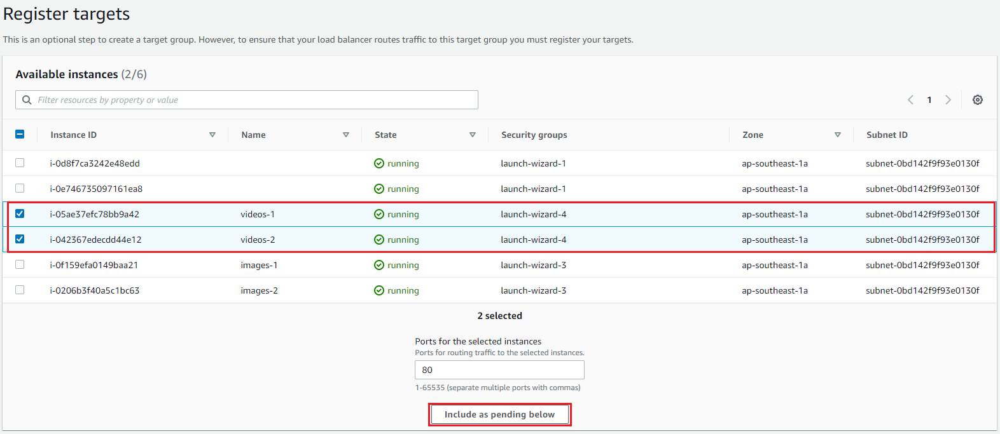 Register targets
This is an optional step to create a target group. However, to ensure that your load balancer routes traffic to this target group you must register your targets.
Available instances (2/6)
Filter resources by property or value
1
Instance ID Name State Security groups Zone Subnet ID
i-0d8f7ca3242e48edd running launch-wizard-1 ap-southeast-1a subnet-0bd142f9f93e0130f
i-0e746735097161ea8 running launch-wizard-1 ap-southeast-1a subnet-0bd142f9f93e0130f
i-05ae37efc78bb9a42 videos-1 running launch-wizard-4 ap-southeast-1a subnet-0bd142f9f93e0130f
i-042367edecdd44e12 videos-2 running launch-wizard-4 ap-southeast-1a subnet-0bd142f9f93e0130f
i-0f159efa0149baa21 images-1 running launch-wizard-3 ap-southeast-1a subnet-0bd142f9f93e0130f
i-0206b3f40a5c1bc63 images-2 running launch-wizard-3 ap-southeast-1a subnet-0bd142f9f93e0130f
2 selected
Ports for the selected instances
Ports for routing traffic to the selected instances.
80
1-65535 (separate multiple ports with commas)
Include as pending below